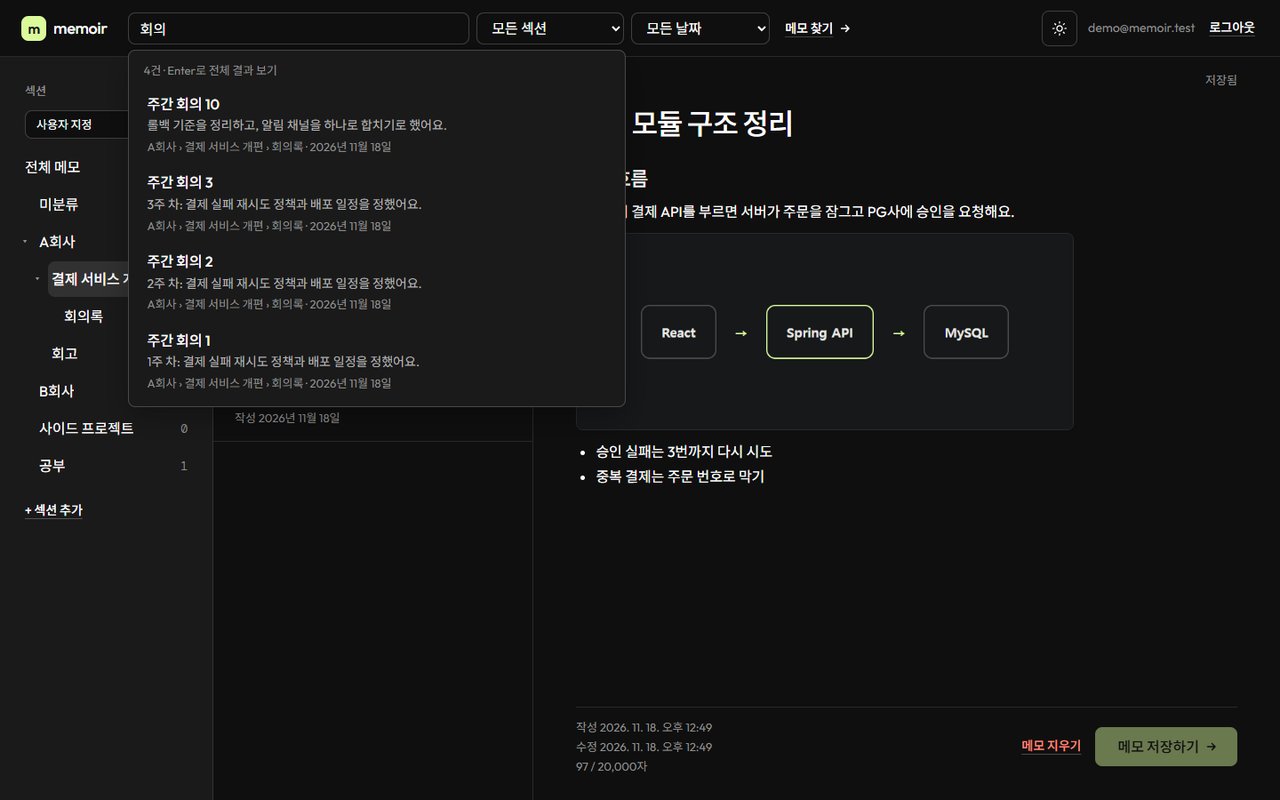 m memoir
회의
모든 섹션
모든 날짜
메모 찾기 →
demo@memoir.test
로그아웃
4건 · Enter로 전체 결과 보기
주간 회의 10
롤백 기준을 정리하고, 알림 채널을 하나로 합치기로 했어요.
A회사 › 결제 서비스 개편 › 회의록 · 2026년 11월 18일
주간 회의 3
3주 차: 결제 실패 재시도 정책과 배포 일정을 정했어요.
A회사 › 결제 서비스 개편 › 회의록 · 2026년 11월 18일
주간 회의 2
2주 차: 결제 실패 재시도 정책과 배포 일정을 정했어요.
A회사 › 결제 서비스 개편 › 회의록 · 2026년 11월 18일
주간 회의 1
1주 차: 결제 실패 재시도 정책과 배포 일정을 정했어요.
A회사 › 결제 서비스 개편 › 회의록 · 2026년 11월 18일
섹션
사용자 지정
전체 메모
미분류
A회사
결제 서비스
회의록
회고
B회사
사이드 프로젝트 0
공부 1
+ 섹션 추가
작성 2026년 11월 18일
저장됨
모듈 구조 정리
결제 API를 부르면 서버가 주문을 잠그고 PG사에 승인을 요청해요.
React → Spring API → MySQL
• 승인 실패는 3번까지 다시 시도
• 중복 결제는 주문 번호로 막기
작성 2026. 11. 18. 오후 12:49
수정 2026. 11. 18. 오후 12:49
97 / 20,000자
메모 지우기
메모 저장하기 →